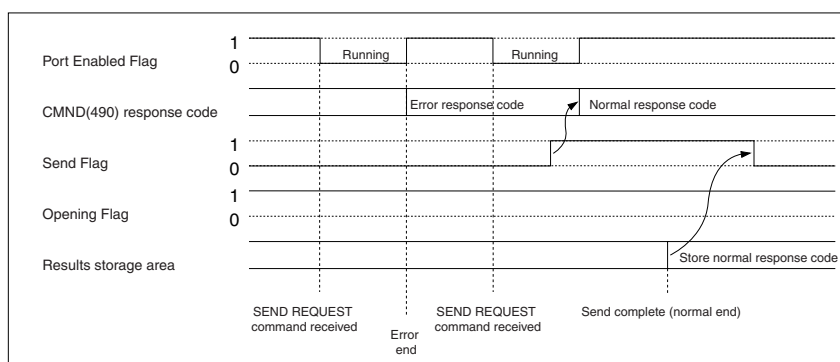 Port Enabled Flag
1
0
Running
Running
CMND(490) response code
Error response code
Normal response code
Send Flag
1
0
Opening Flag
1
0
Results storage area
Store normal response code
SEND REQUEST
command received
Error
end
SEND REQUEST
command received
Send complete (normal end)